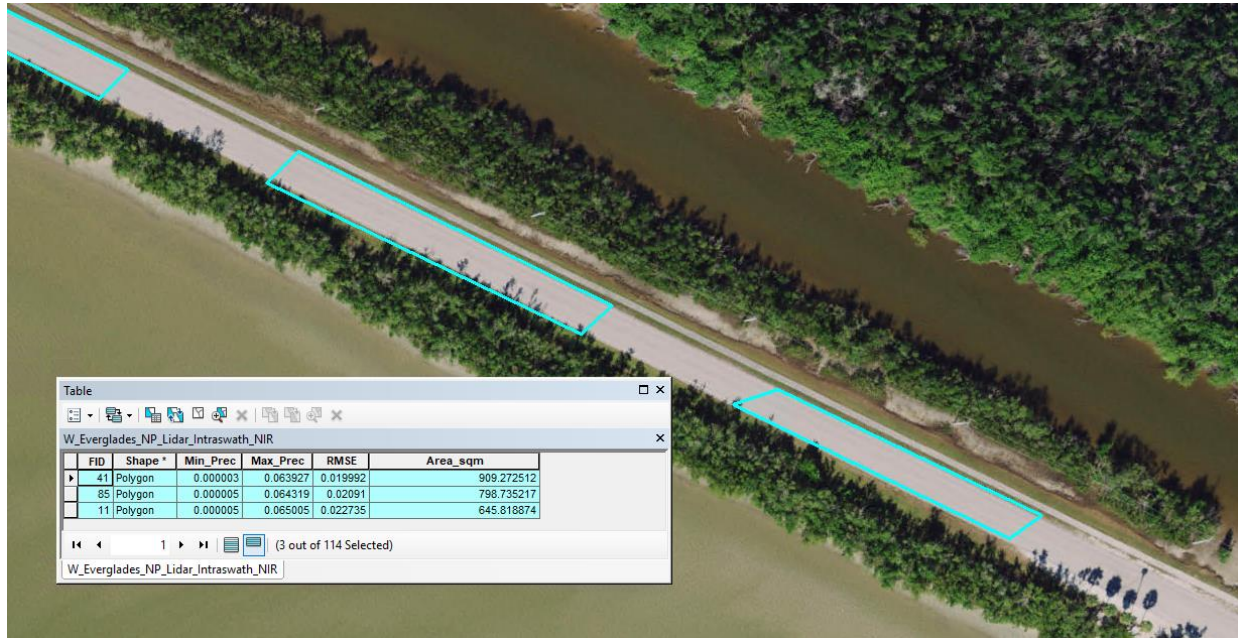 Table
W_Everglades_NP_Lidar_Intraswath_NIR
FID Shape * Min_Prec Max_Prec RMSE Area_sqm
41 Polygon 0.000003 0.063927 0.019992 909.272512
85 Polygon 0.000005 0.064319 0.02091 798.735217
11 Polygon 0.000005 0.065005 0.022735 645.818874
1 (3 out of 114 Selected)
W_Everglades_NP_Lidar_Intraswath_NIR